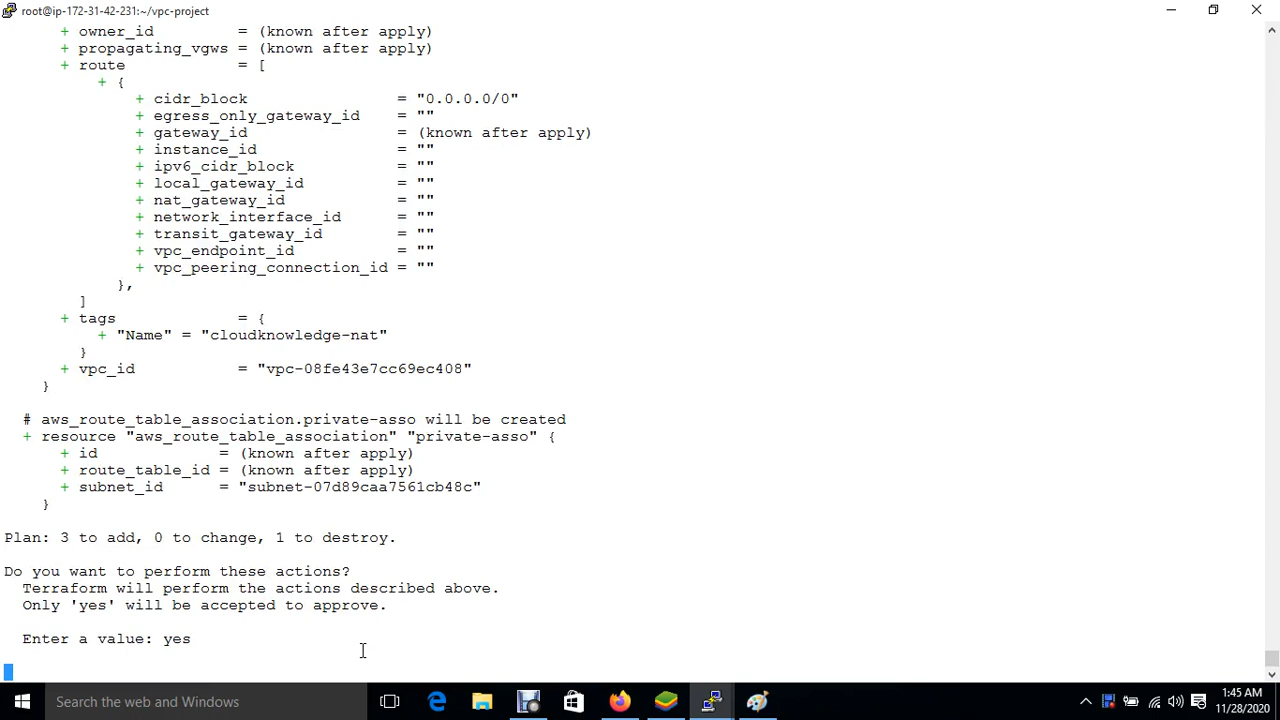 root@ip-172-31-42-231:~/vpc-project
+ owner_id = (known after apply)
+ propagating_vgws = (known after apply)
+ route = [
+ {
+ cidr_block = "0.0.0.0/0"
+ egress_only_gateway_id = ""
+ gateway_id = (known after apply)
+ instance_id = ""
+ ipv6_cidr_block = ""
+ local_gateway_id = ""
+ nat_gateway_id = ""
+ network_interface_id = ""
+ transit_gateway_id = ""
+ vpc_endpoint_id = ""
+ vpc_peering_connection_id = ""
},
]
+ tags = {
+ "Name" = "cloudknowledge-nat"
}
+ vpc_id = "vpc-08fe43e7cc69ec408"
}
# aws_route_table_association.private-asso will be created
+ resource "aws_route_table_association" "private-asso" {
+ id = (known after apply)
+ route_table_id = (known after apply)
+ subnet_id = "subnet-07d89caa7561cb48c"
}
Plan: 3 to add, 0 to change, 1 to destroy.
Do you want to perform these actions?
Terraform will perform the actions described above.
Only 'yes' will be accepted to approve.
Enter a value: yes
Search the web and Windows
1:45 AM
11/28/2020